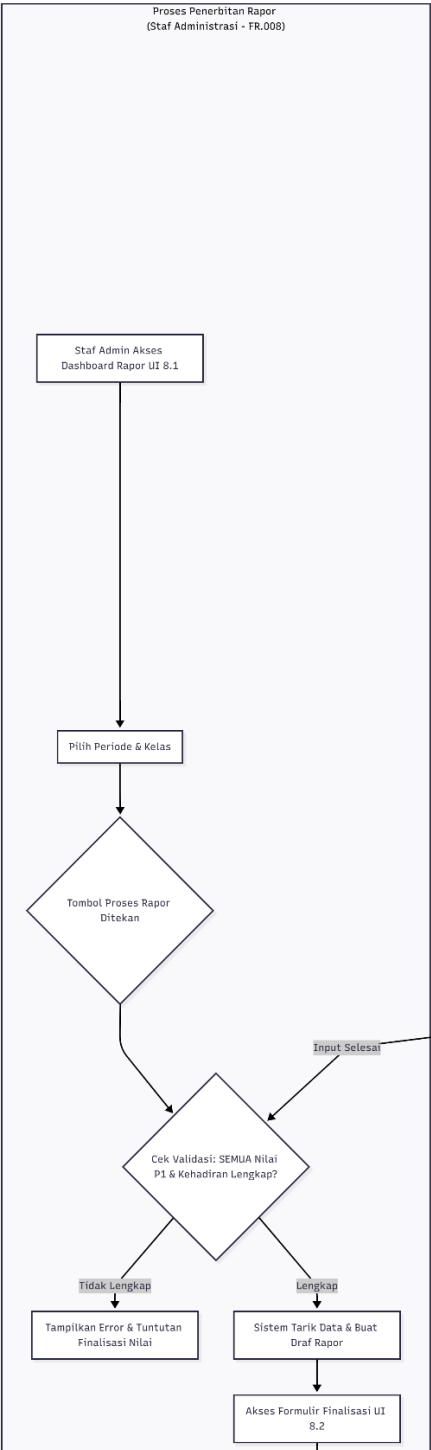 Proses Penerbitan Rapor
(Staf Administrasi - FR.008)
Staf Admin Akses
Dashboard Rapor UI 8.1
Pilih Periode & Kelas
Tombol Proses Rapor
Ditekan
Input Selesai
Cek Validasi: SEMUA Nilai
P1 & Kehadiran Lengkap?
Tidak Lengkap
Lengkap
Tampilkan Error & Tuntutan
Finalisasi Nilai
Sistem Tarik Data & Buat
Draf Rapor
Akses Formulir Finalisasi UI
8.2